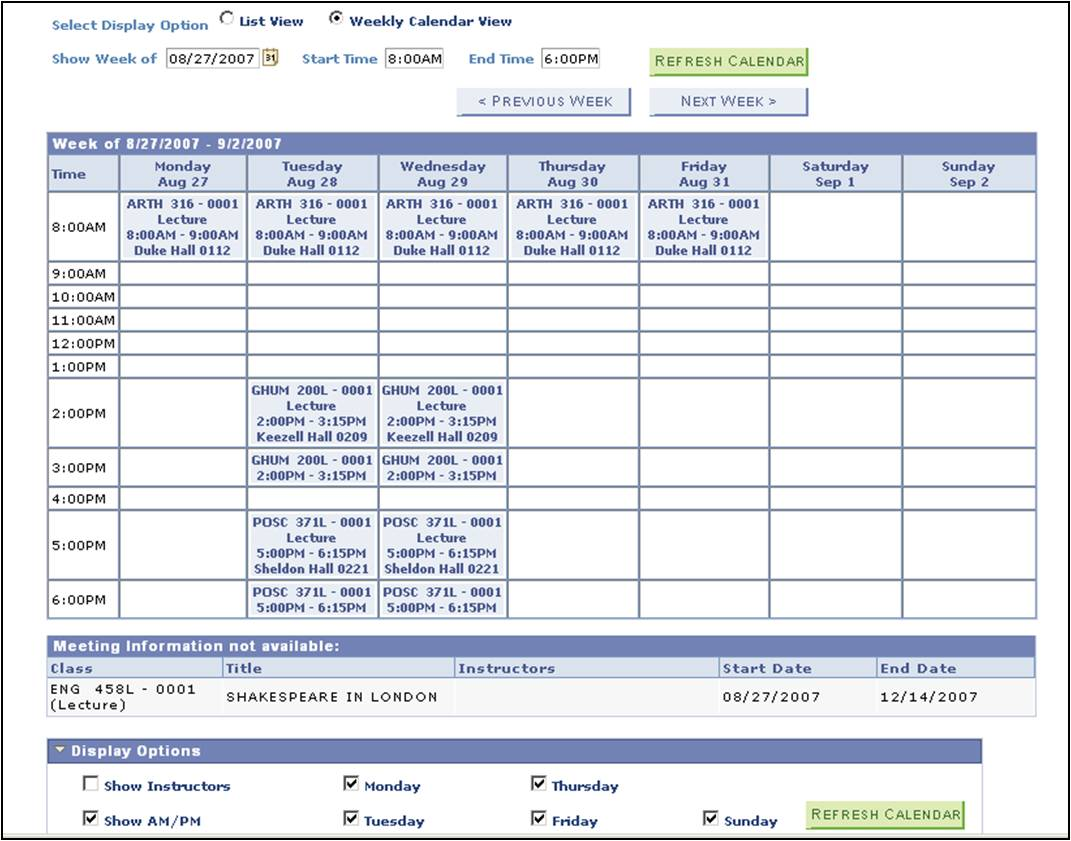 Select Display Option List View Weekly Calendar View
Show Week of 08/27/2007 31 Start Time 8:00AM End Time 6:00PM REFRESH CALENDAR
< PREVIOUS WEEK NEXT WEEK >
Week of 8/27/2007 - 9/2/2007
Time Monday Tuesday Wednesday Thursday Friday Saturday Sunday
Aug 27 Aug 28 Aug 29 Aug 30 Aug 31 Sep 1 Sep 2
8:00AM
ARTH 316 - 0001 ARTH 316 - 0001 ARTH 316 - 0001 ARTH 316 - 0001 ARTH 316 - 0001
Lecture Lecture Lecture Lecture Lecture
8:00AM - 9:00AM 8:00AM - 9:00AM 8:00AM - 9:00AM 8:00AM - 9:00AM 8:00AM - 9:00AM
Duke Hall 0112 Duke Hall 0112 Duke Hall 0112 Duke Hall 0112 Duke Hall 0112
9:00AM
10:00AM
11:00AM
12:00PM
1:00PM
2:00PM
GHUM 200L - 0001 GHUM 200L - 0001
Lecture Lecture
2:00PM - 3:15PM 2:00PM - 3:15PM
Keezell Hall 0209 Keezell Hall 0209
3:00PM
GHUM 200L - 0001 GHUM 200L - 0001
2:00PM - 3:15PM 2:00PM - 3:15PM
4:00PM
5:00PM
POSC 371L - 0001 POSC 371L - 0001
Lecture Lecture
5:00PM - 6:15PM 5:00PM - 6:15PM
Sheldon Hall 0221 Sheldon Hall 0221
6:00PM
POSC 371L - 0001 POSC 371L - 0001
5:00PM - 6:15PM 5:00PM - 6:15PM
Meeting Information not available:
Class Title Instructors Start Date End Date
ENG 458L - 0001
(Lecture) SHAKESPEARE IN LONDON 08/27/2007 12/14/2007
Display Options
Show Instructors Monday Thursday
Show AM/PM Tuesday Friday Sunday REFRESH CALENDAR